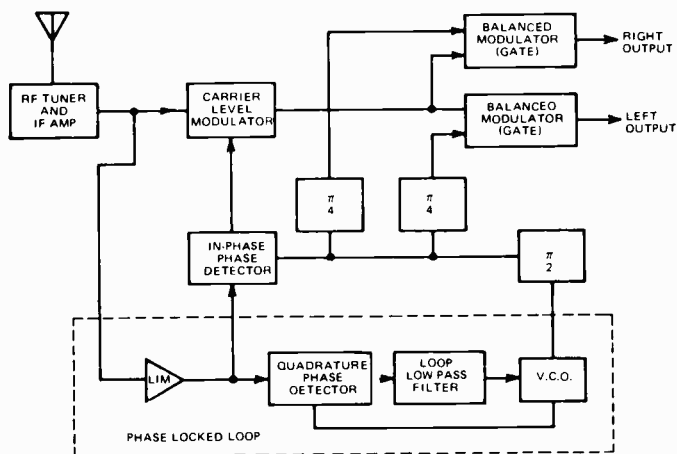 BALANCED
MODULATOR
(GATE)
RIGHT
OUTPUT
RF TUNER
AND
IF AMP
CARRIER
LEVEL
MODULATOR
BALANCEO
MODULATOR
(GATE)
LEFT
OUTPUT
π
4
π
4
IN-PHASE
PHASE
DETECTOR
π
2
LIM
QUADRATURE
PHASE
DETECTOR
LOOP
LOW PASS
FILTER
V.C.O.
PHASE LOCKED LOOP